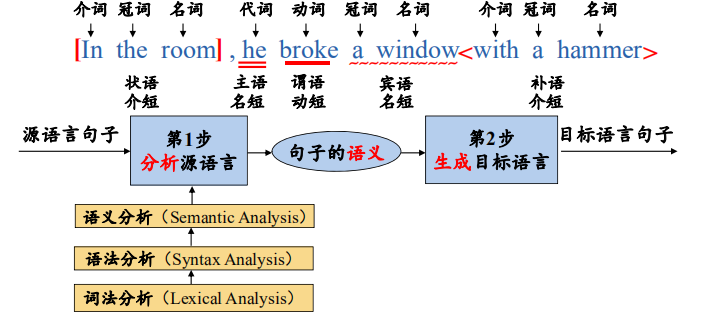 介词 冠词 名词 代词 动词 冠词 名词 介词 冠词 名词
[In the room] , he broke a window<with a hammer>
状语 主语 谓语 宾语 补语
介短 名短 动短 名短 介短
源语言句子 第1步 句子的语义 第2步 目标语言句子
分析源语言 生成目标语言
语义分析（Semantic Analysis）
语法分析（Syntax Analysis）
词法分析（Lexical Analysis）